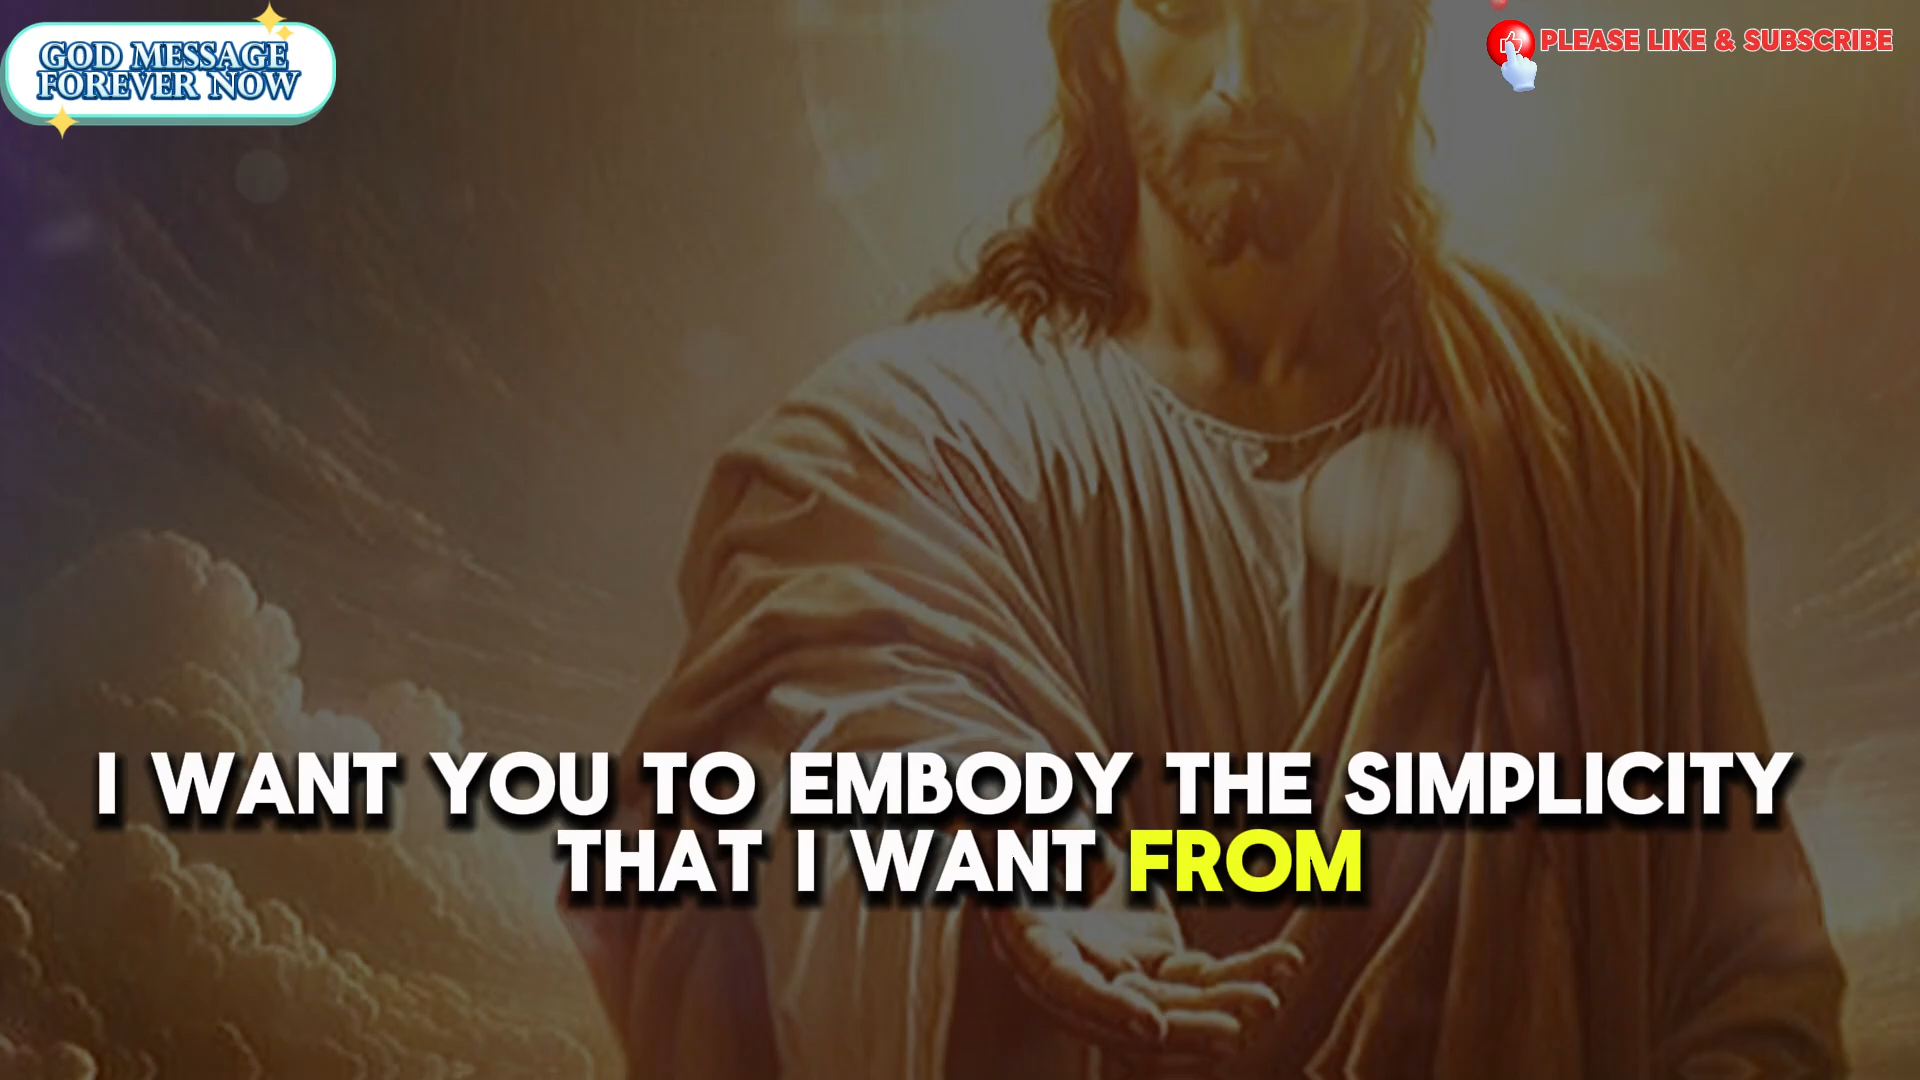 GOD MESSAGE
FOREVER NOW
PLEASE LIKE & SUBSCRIBE
I WANT YOU TO EMBODY THE SIMPLICITY
THAT I WANT FROM